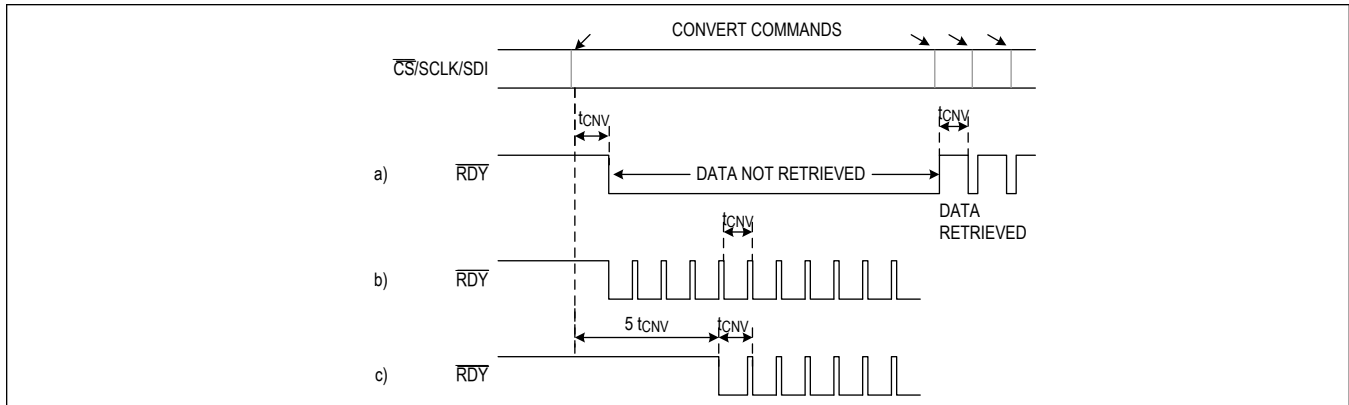 CONVERT COMMANDS
CS/SCLK/SDI
tCNV
tCNV
a) RDY
DATA NOT RETRIEVED
DATA
RETRIEVED
tCNV
b) RDY
5 tCNV
tCNV
c) RDY